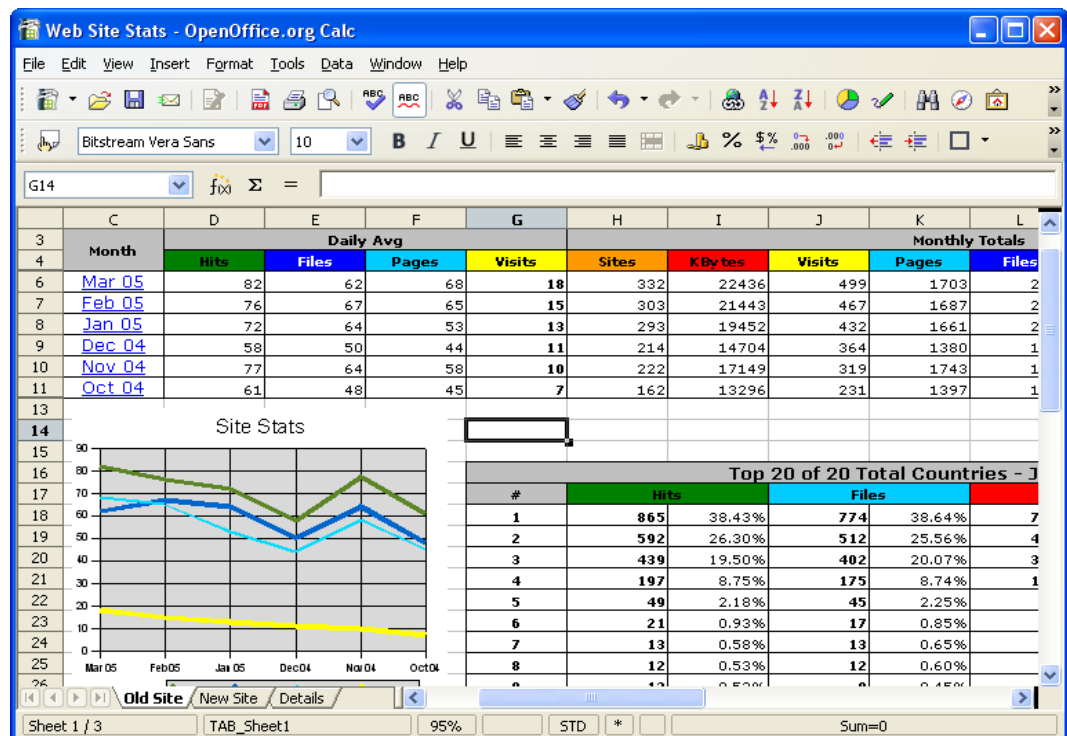 Web Site Stats - OpenOffice.org Calc
File Edit View Insert Format Tools Data Window Help
Bitstream Vera Sans 10 B I U
G14 f(x) Σ =
C D E F G H I J K L
3 Month Daily Avg Monthly Totals
4 Hits Files Pages Visits Sites KBytes Visits Pages Files
6 Mar 05 82 62 68 18 332 22436 499 1703 2
7 Feb 05 76 67 65 15 303 21443 467 1687 2
8 Jan 05 72 64 53 13 293 19452 432 1661 2
9 Dec 04 58 50 44 11 214 14704 364 1380 1
10 Nov 04 77 64 58 10 222 17149 319 1743 1
11 Oct 04 61 48 45 7 162 13296 231 1397 1
13
14 Site Stats
15 90
16 80 Top 20 of 20 Total Countries - J
17 70 # Hits Files
18 60 1 865 38.43% 774 38.64% 7
19 50 2 592 26.30% 512 25.56% 4
20 40 3 439 19.50% 402 20.07% 3
21 30 4 197 8.75% 175 8.74% 1
22 20 5 49 2.18% 45 2.25%
23 10 6 21 0.93% 17 0.85%
24 0 7 13 0.58% 13 0.65%
25 Mar 05 Feb05 Jan 05 Dec04 Nov 04 Oct04 8 12 0.53% 12 0.60%
26
Old Site New Site Details
Sheet 1 / 3 TAB_Sheet1 95% STD * Sum=0